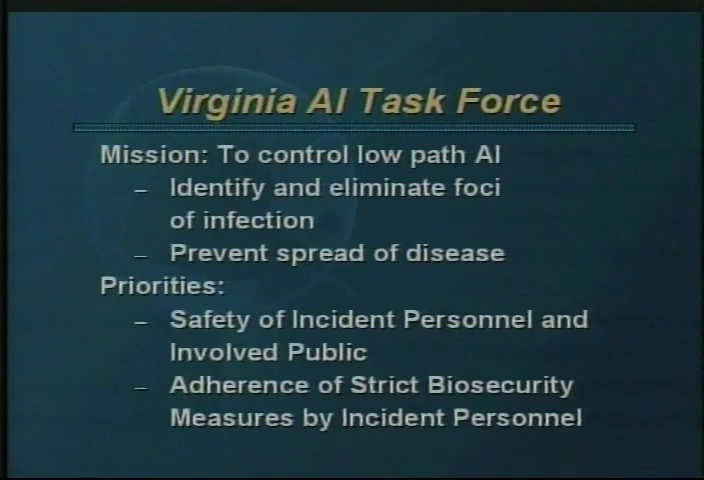 Virginia AI Task Force
Mission: To control low path AI
– Identify and eliminate foci
of infection
– Prevent spread of disease
Priorities:
– Safety of Incident Personnel and
Involved Public
– Adherence of Strict Biosecurity
Measures by Incident Personnel